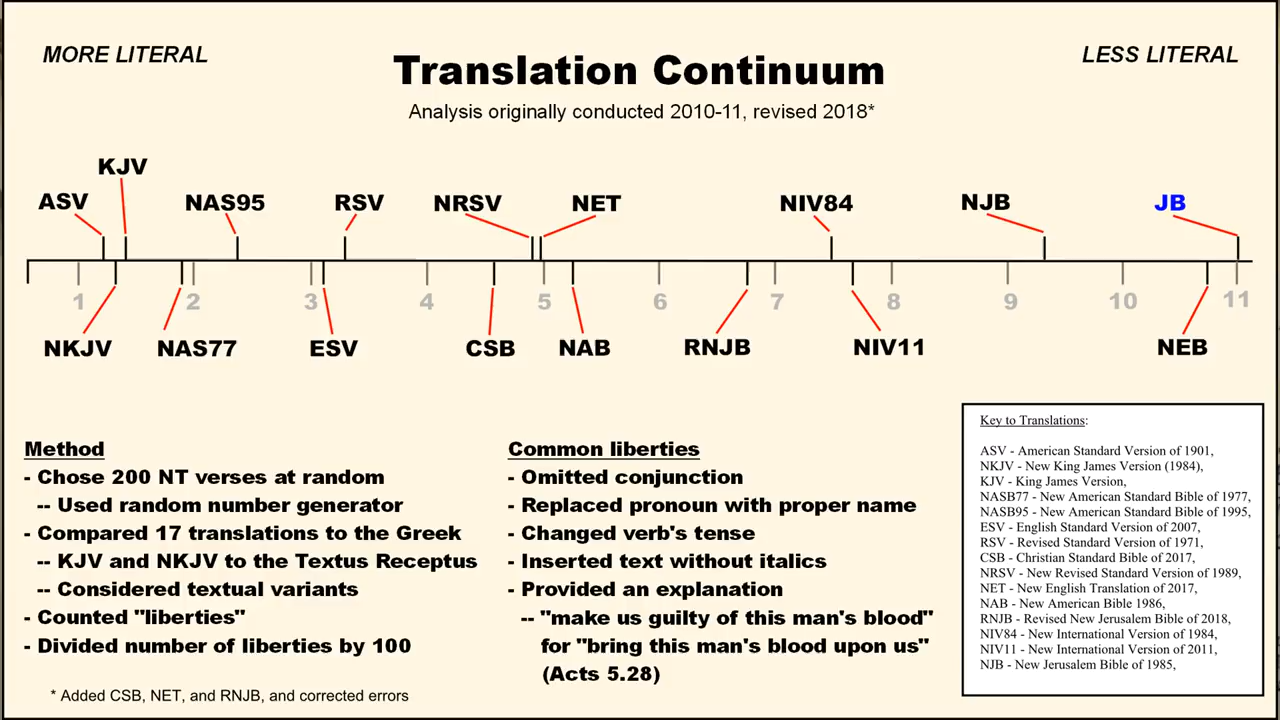 MORE LITERAL
LESS LITERAL
Translation Continuum
Analysis originally conducted 2010-11, revised 2018*
KJV
ASV NAS95 RSV NRSV NET NIV84 NJB JB
1 2 3 4 5 6 7 8 9 10 11
NKJV NAS77 ESV CSB NAB RNJB NIV11 NEB
Method
- Chose 200 NT verses at random
-- Used random number generator
- Compared 17 translations to the Greek
-- KJV and NKJV to the Textus Receptus
-- Considered textual variants
- Counted "liberties"
- Divided number of liberties by 100
* Added CSB, NET, and RNJB, and corrected errors
Common liberties
- Omitted conjunction
- Replaced pronoun with proper name
- Changed verb's tense
- Inserted text without italics
- Provided an explanation
-- "make us guilty of this man's blood"
for "bring this man's blood upon us"
(Acts 5.28)
Key to Translations:
ASV - American Standard Version of 1901,
NKJV - New King James Version (1984),
KJV - King James Version,
NASB77 - New American Standard Bible of 1977,
NASB95 - New American Standard Bible of 1995,
ESV - English Standard Version of 2007,
RSV - Revised Standard Version of 1971,
CSB - Christian Standard Bible of 2017,
NRSV - New Revised Standard Version of 1989,
NET - New English Translation of 2017,
NAB - New American Bible 1986,
RNJB - Revised New Jerusalem Bible of 2018,
NIV84 - New International Version of 1984,
NIV11 - New International Version of 2011,
NJB - New Jerusalem Bible of 1985,